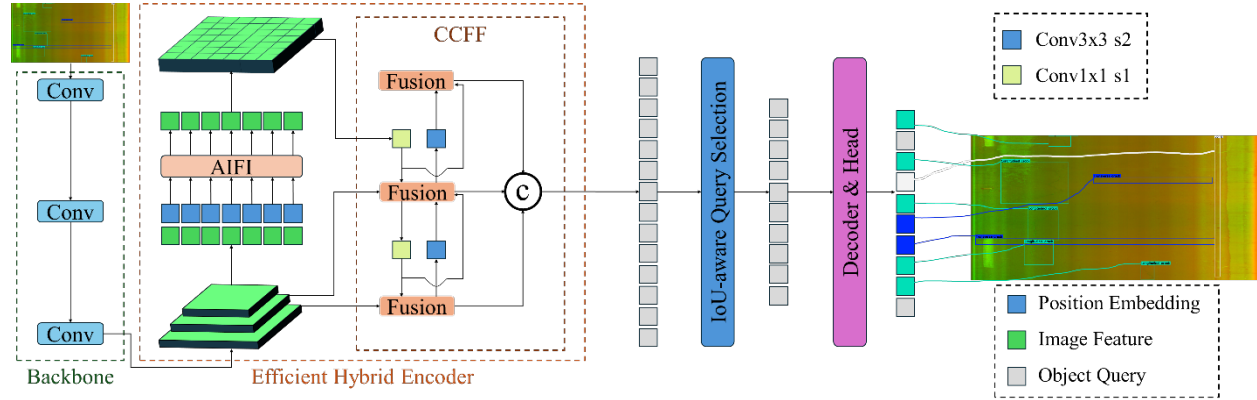 Conv
Conv
Conv
Backbone
AIFI
Efficient Hybrid Encoder
CCFF
Fusion
Fusion
Fusion
C
IoU-aware Query Selection
Decoder & Head
Conv3x3 s2
Conv1x1 s1
Position Embedding
Image Feature
Object Query